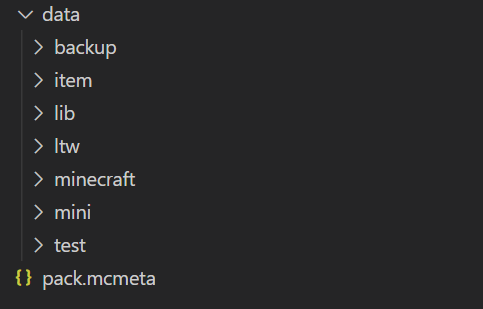 data
backup
item
lib
ltw
minecraft
mini
test
{} pack.mcmeta